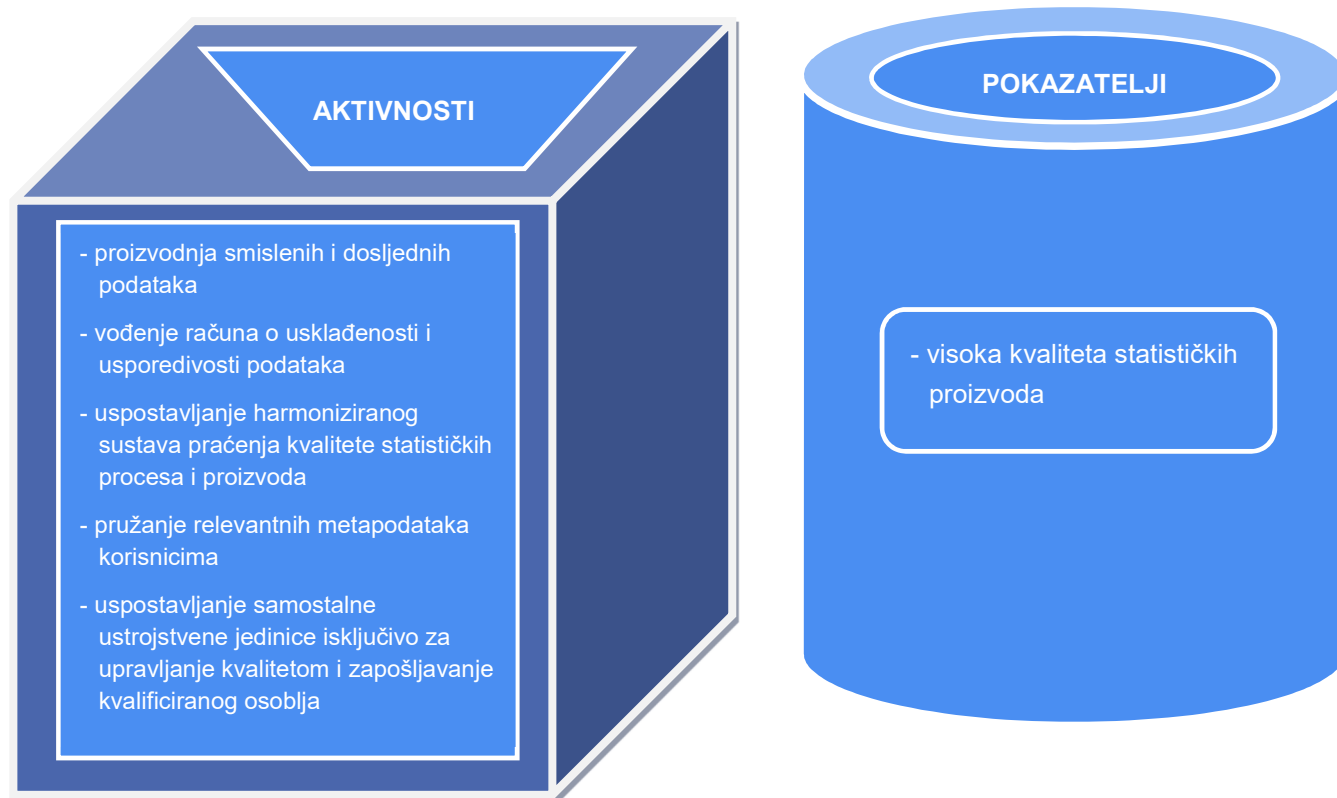 AKTIVNOSTI
- proizvodnja smislenih i dosljednih
podataka
- vođenje računa o usklađenosti i
usporedivosti podataka
- uspostavljanje harmoniziranog
sustava praćenja kvalitete statističkih
procesa i proizvoda
- pružanje relevantnih metapodataka
korisnicima
- uspostavljanje samostalne
ustrojstvene jedinice isključivo za
upravljanje kvalitetom i zapošljavanje
kvalificiranog osoblja
POKAZATELJI
- visoka kvaliteta statističkih
proizvoda